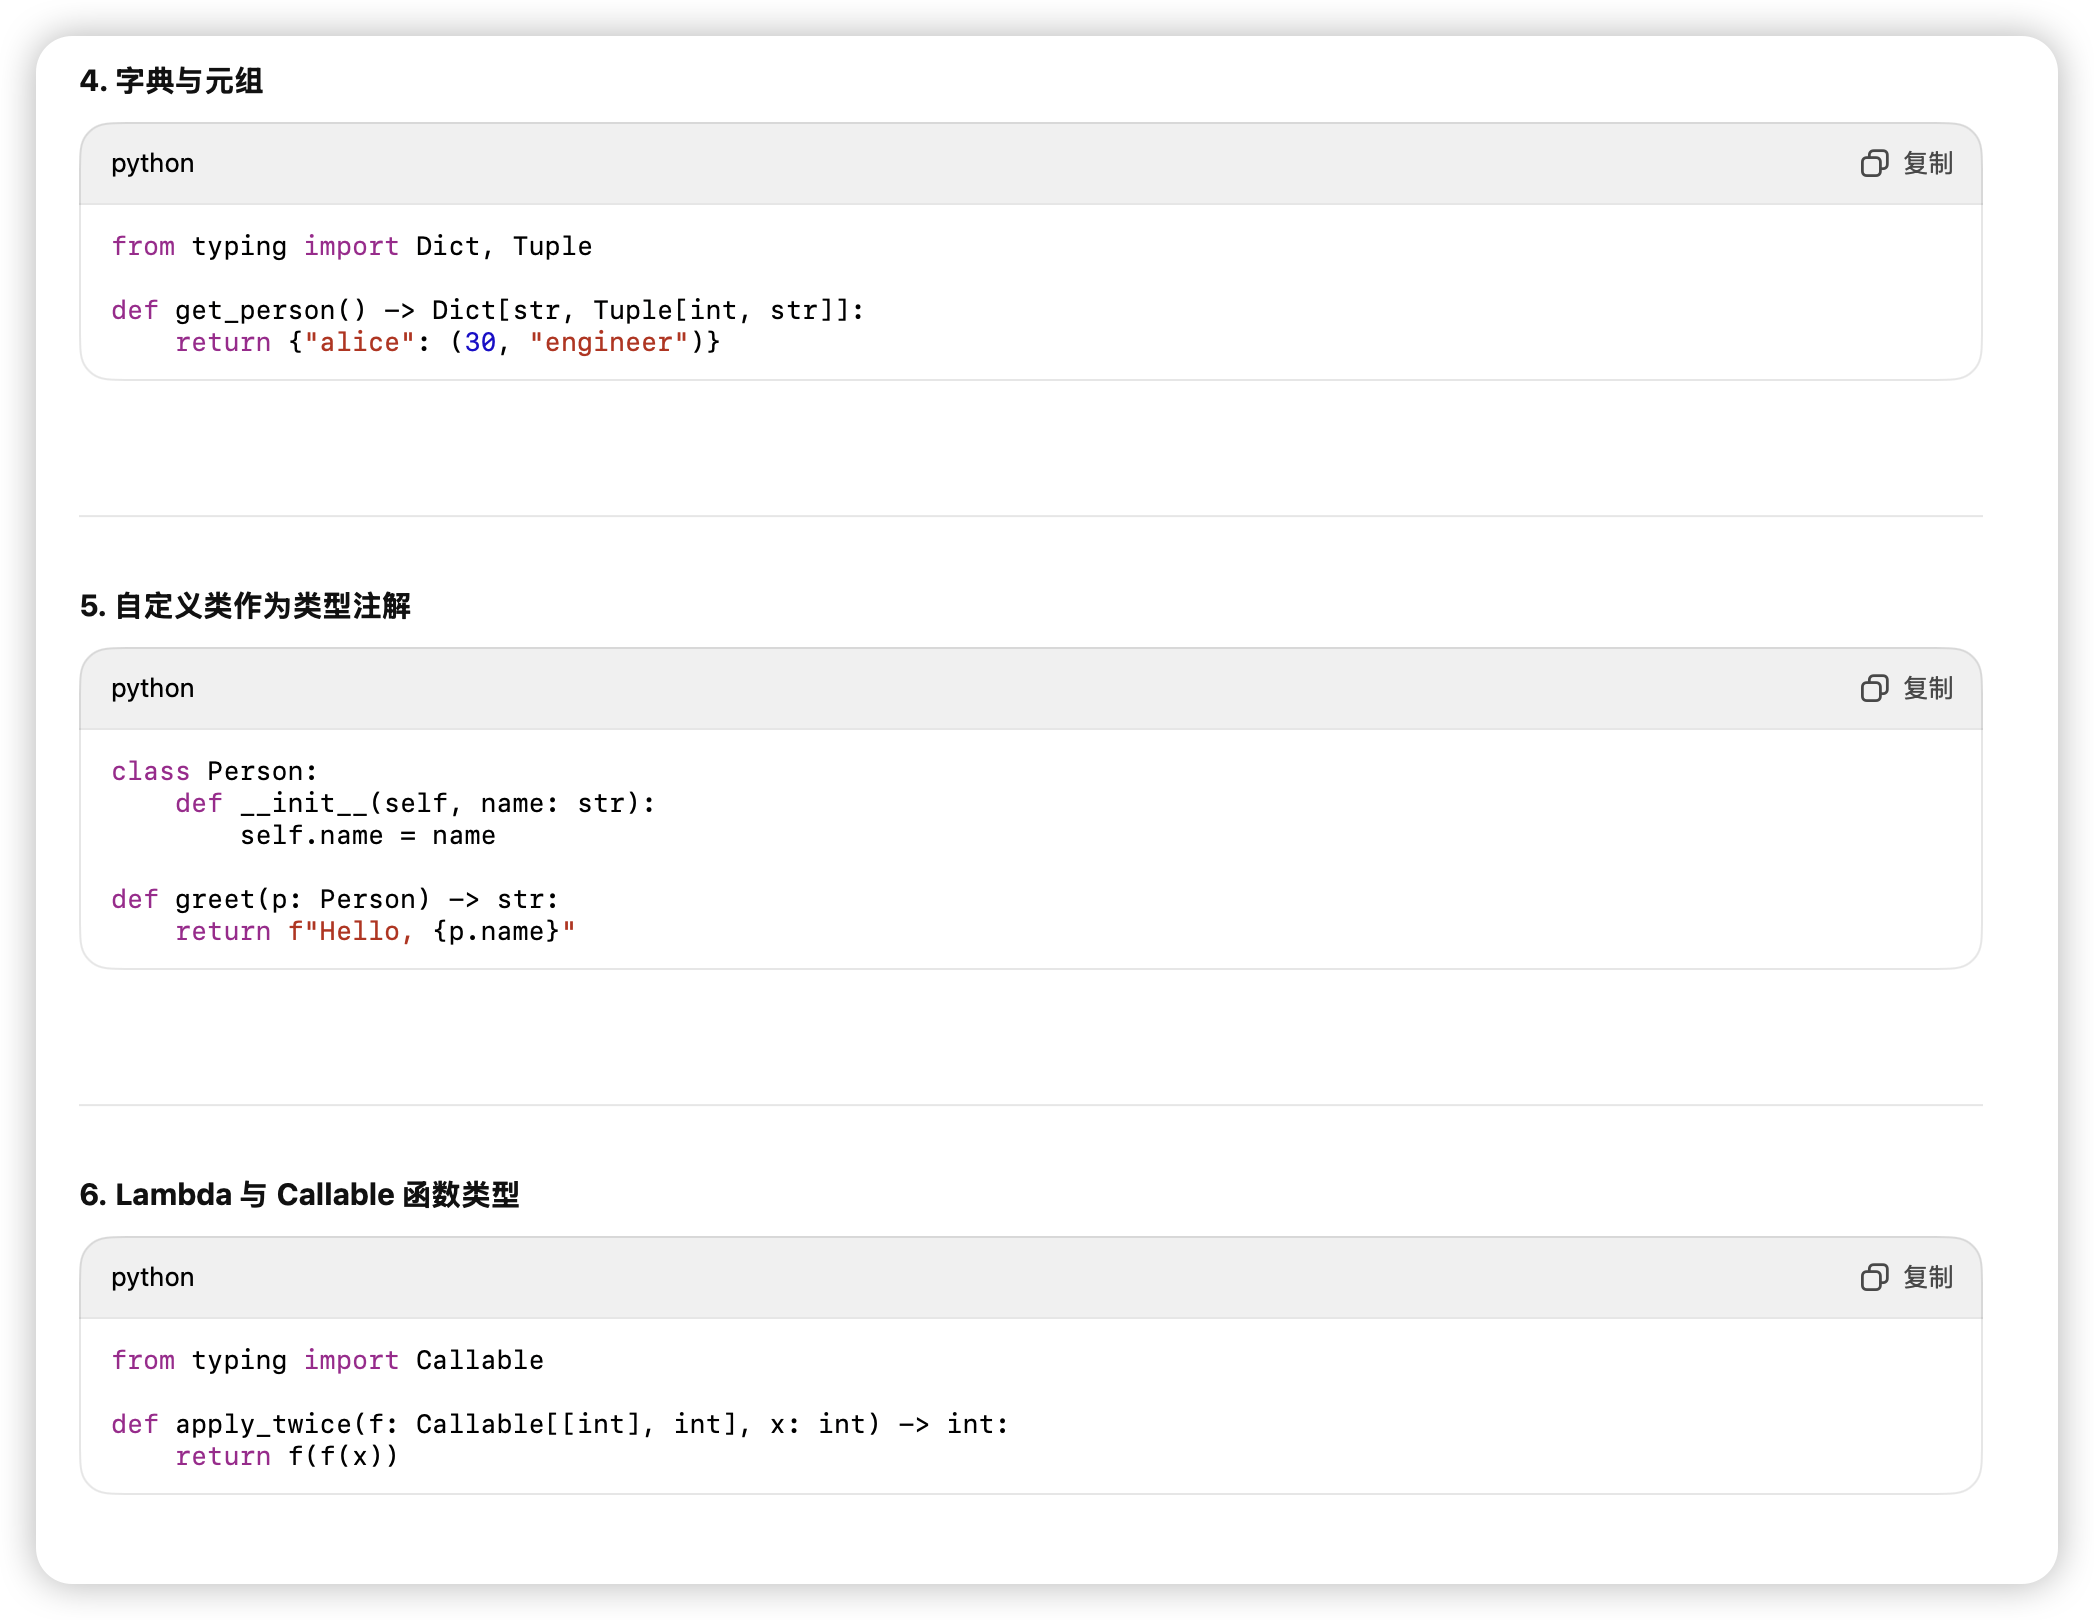 4. 字典与元组
python
复制
from typing import Dict, Tuple
def get_person() -> Dict[str, Tuple[int, str]]:
    return {"alice": (30, "engineer")}
5. 自定义类作为类型注解
python
复制
class Person:
    def __init__(self, name: str):
        self.name = name
def greet(p: Person) -> str:
    return f"Hello, {p.name}"
6. Lambda 与 Callable 函数类型
python
复制
from typing import Callable
def apply_twice(f: Callable[[int], int], x: int) -> int:
    return f(f(x))